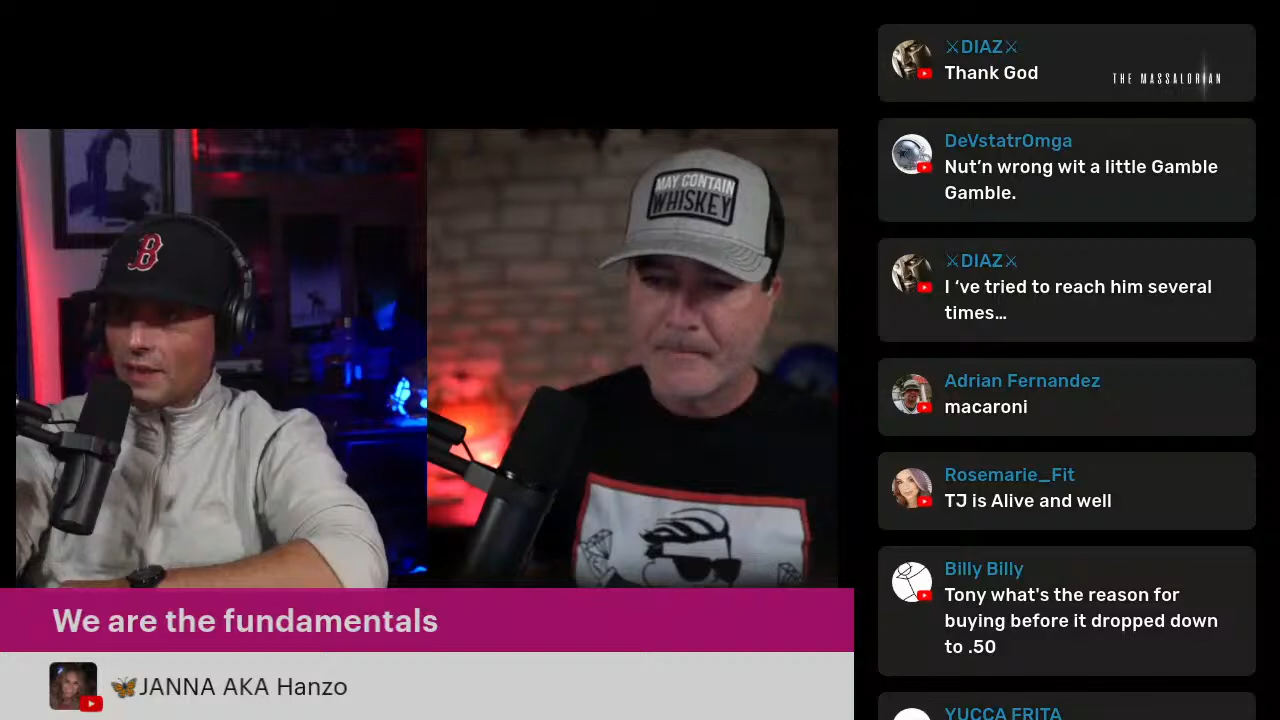 B
MAY CONTAIN
WHISKEY
We are the fundamentals
🦋JANNA AKA Hanzo
⚔DIAZ⚔
Thank God
THE MASSALORIAN
DeVstatrOmga
Nut’n wrong wit a little Gamble
Gamble.
⚔DIAZ⚔
I ‘ve tried to reach him several
times…
Adrian Fernandez
macaroni
Rosemarie_Fit
TJ is Alive and well
Billy Billy
Tony what's the reason for
buying before it dropped down
to .50
YUCCA FRITA